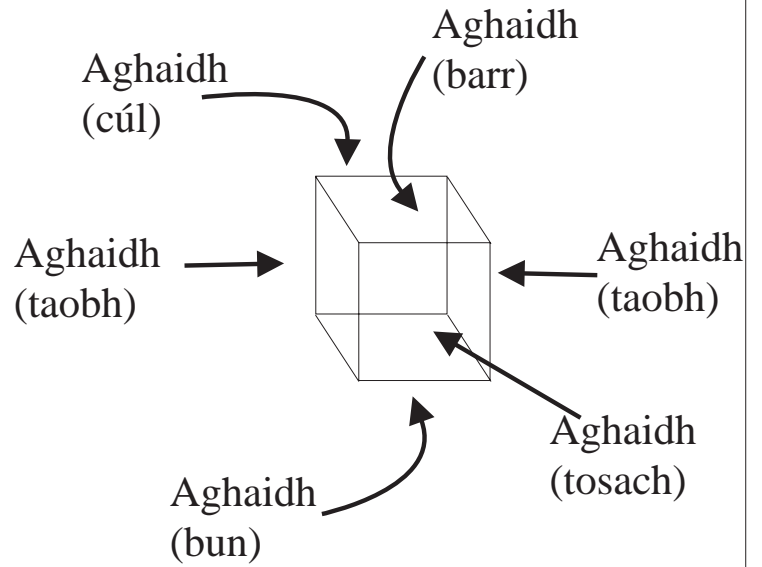 Aghaidh
(barr)
Aghaidh
(cúl)
Aghaidh
(taobh)
Aghaidh
(taobh)
Aghaidh
(tosach)
Aghaidh
(bun)